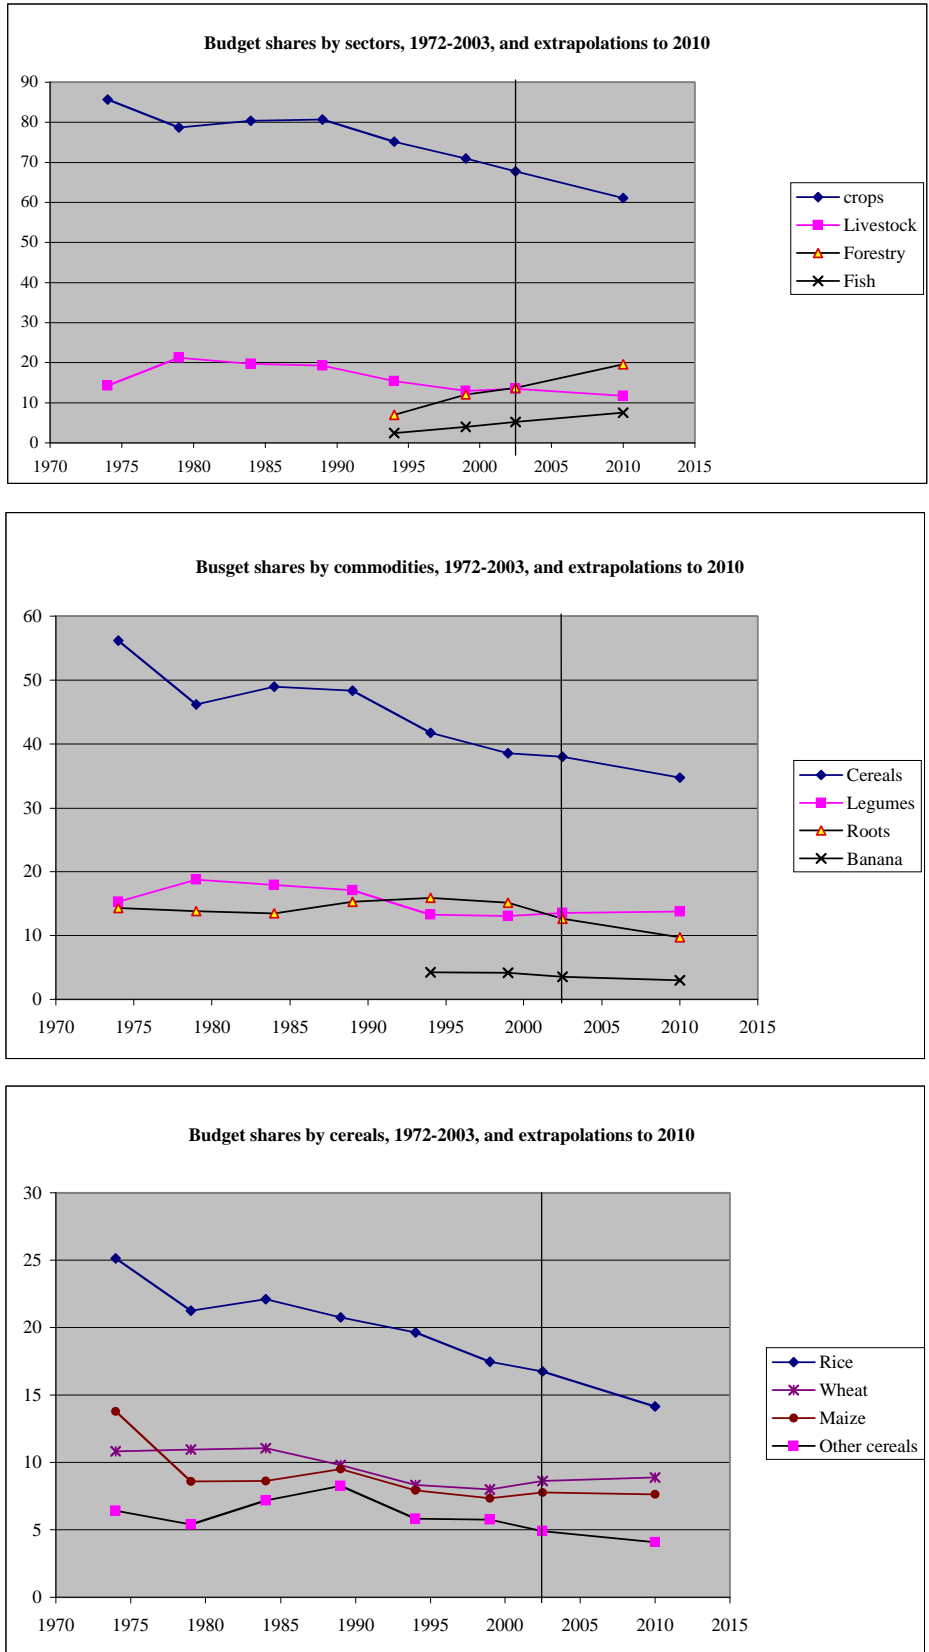 Budget shares by sectors, 1972-2003, and extrapolations to 2010
90
80
70
60
50
40
30
20
10
0
1970 1975 1980 1985 1990 1995 2000 2005 2010 2015
crops
Livestock
Forestry
Fish
Busget shares by commodities, 1972-2003, and extrapolations to 2010
60
50
40
30
20
10
0
1970 1975 1980 1985 1990 1995 2000 2005 2010 2015
Cereals
Legumes
Roots
Banana
Budget shares by cereals, 1972-2003, and extrapolations to 2010
30
25
20
15
10
5
0
1970 1975 1980 1985 1990 1995 2000 2005 2010 2015
Rice
Wheat
Maize
Other cereals